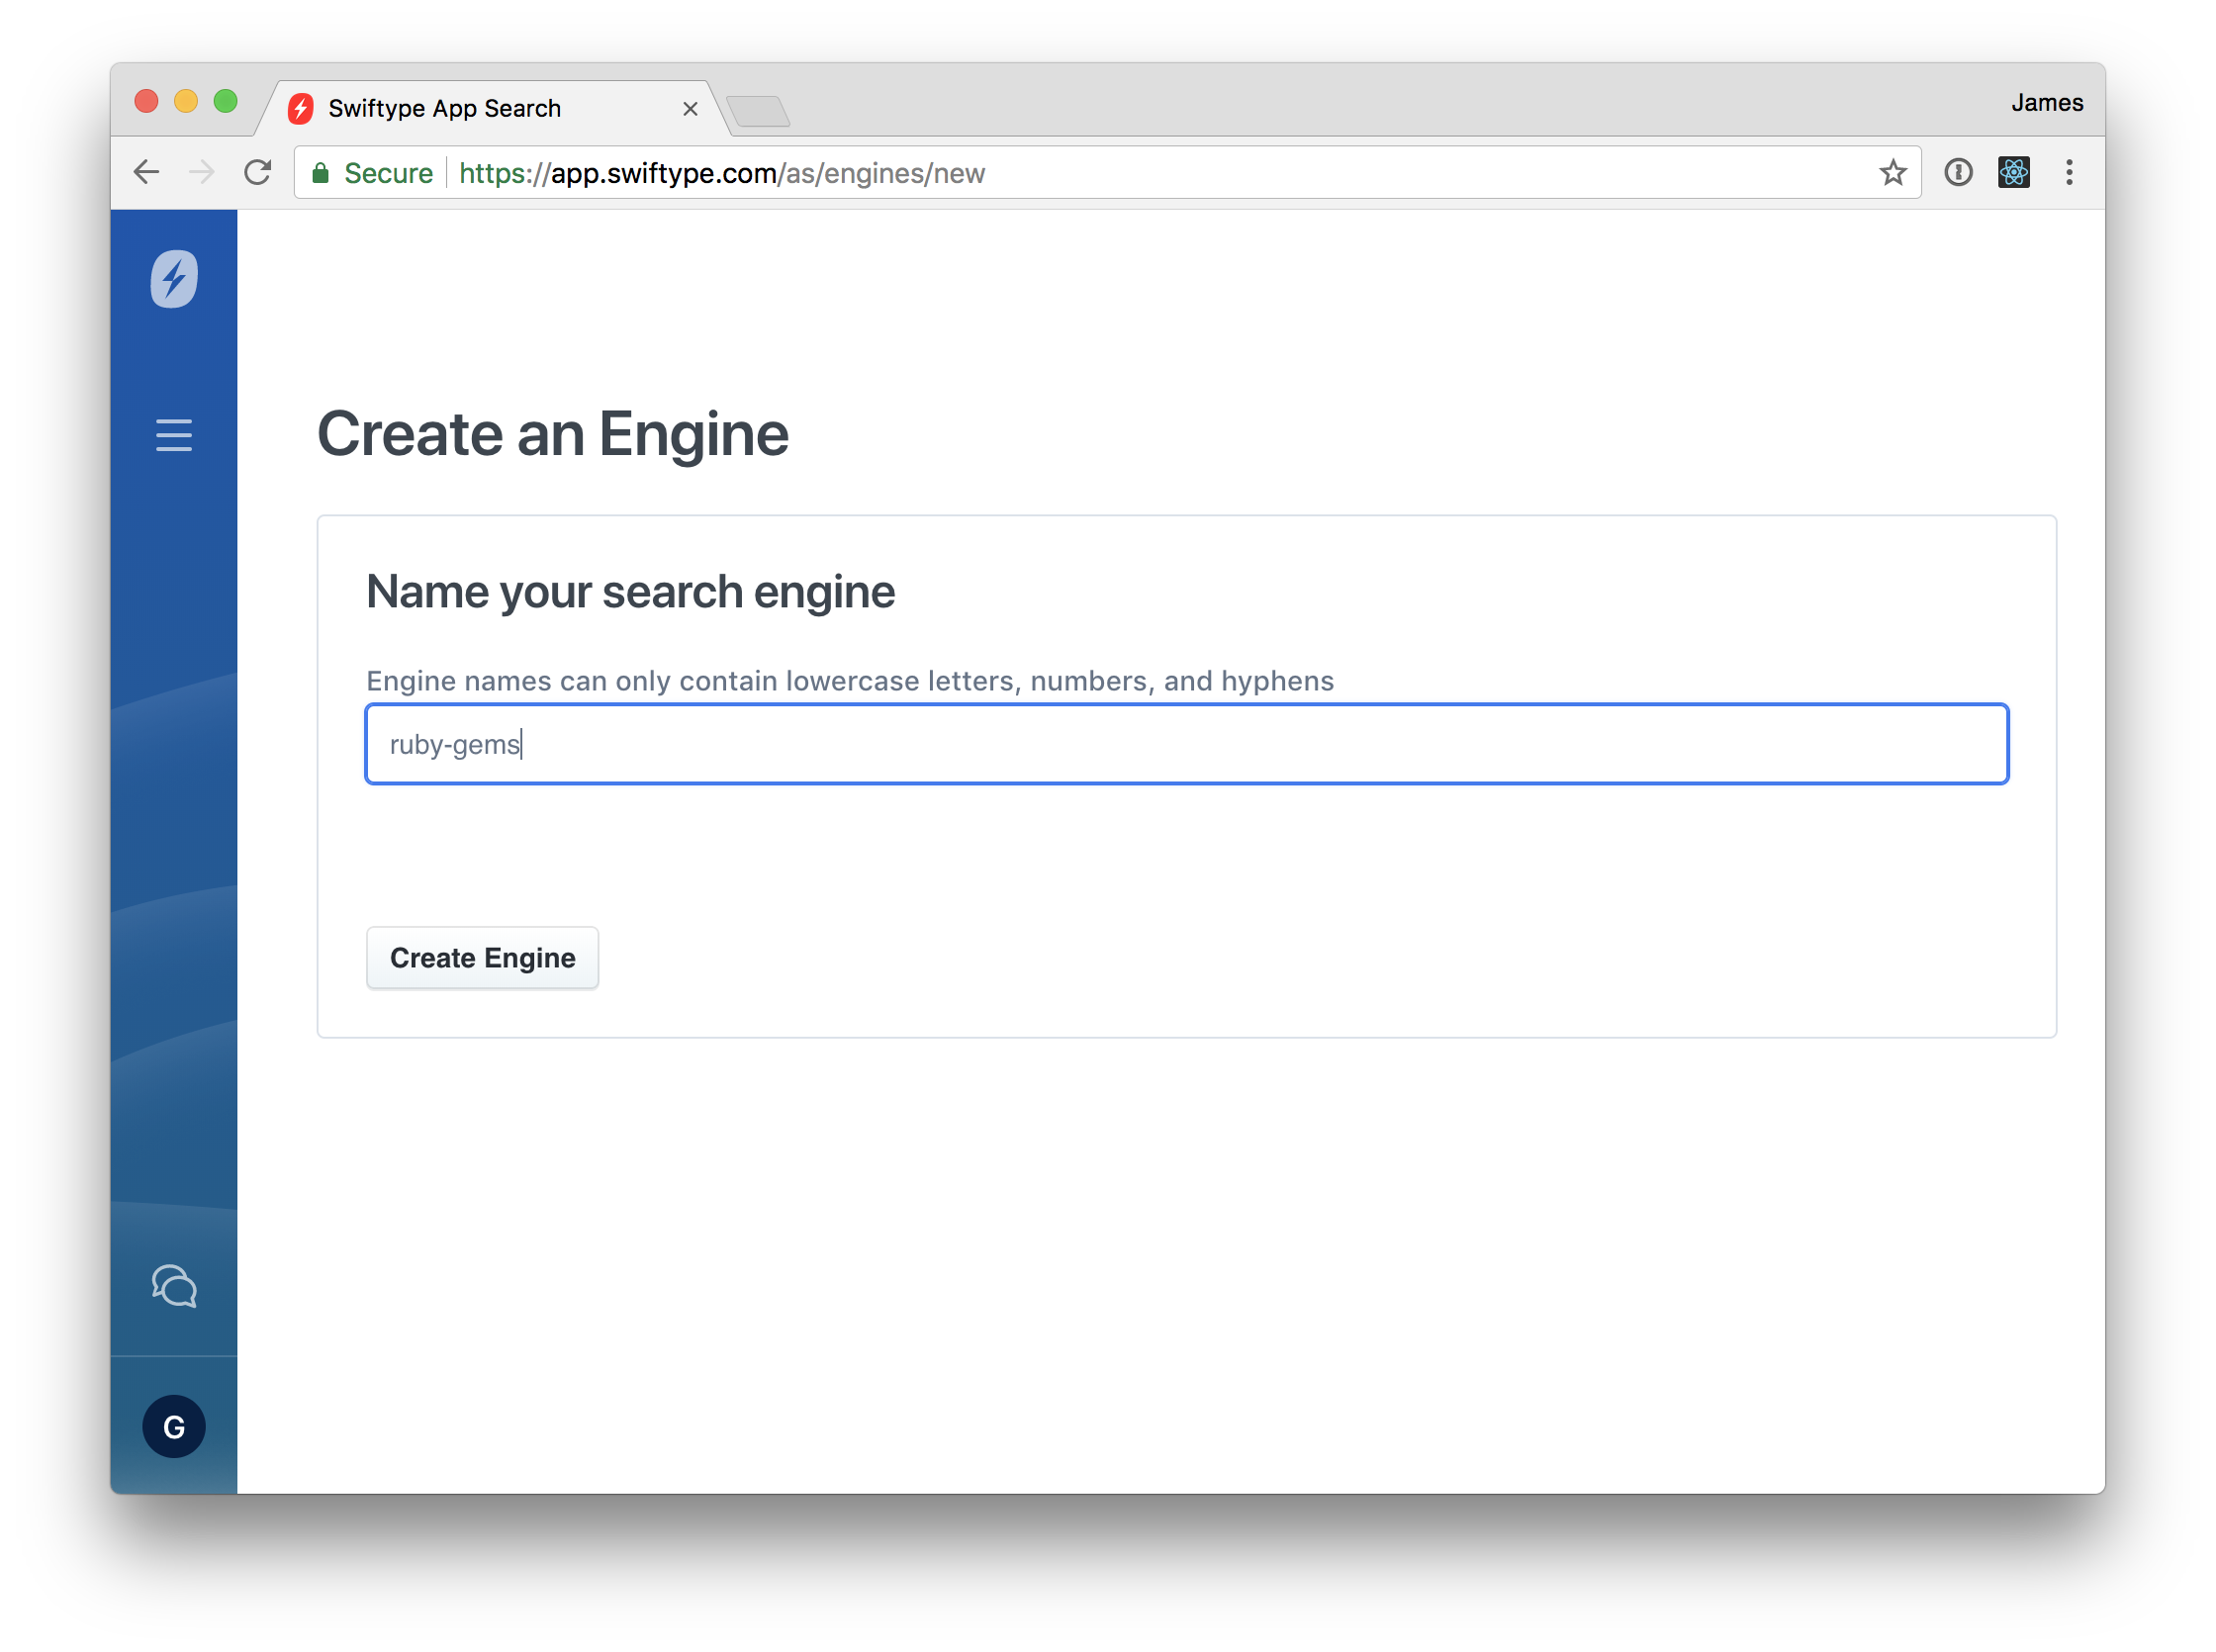 Swiftype App Search
James
Secure
https://app.swiftype.com/as/engines/new
Create an Engine
Name your search engine
Engine names can only contain lowercase letters, numbers, and hyphens
ruby-gems
Create Engine
G